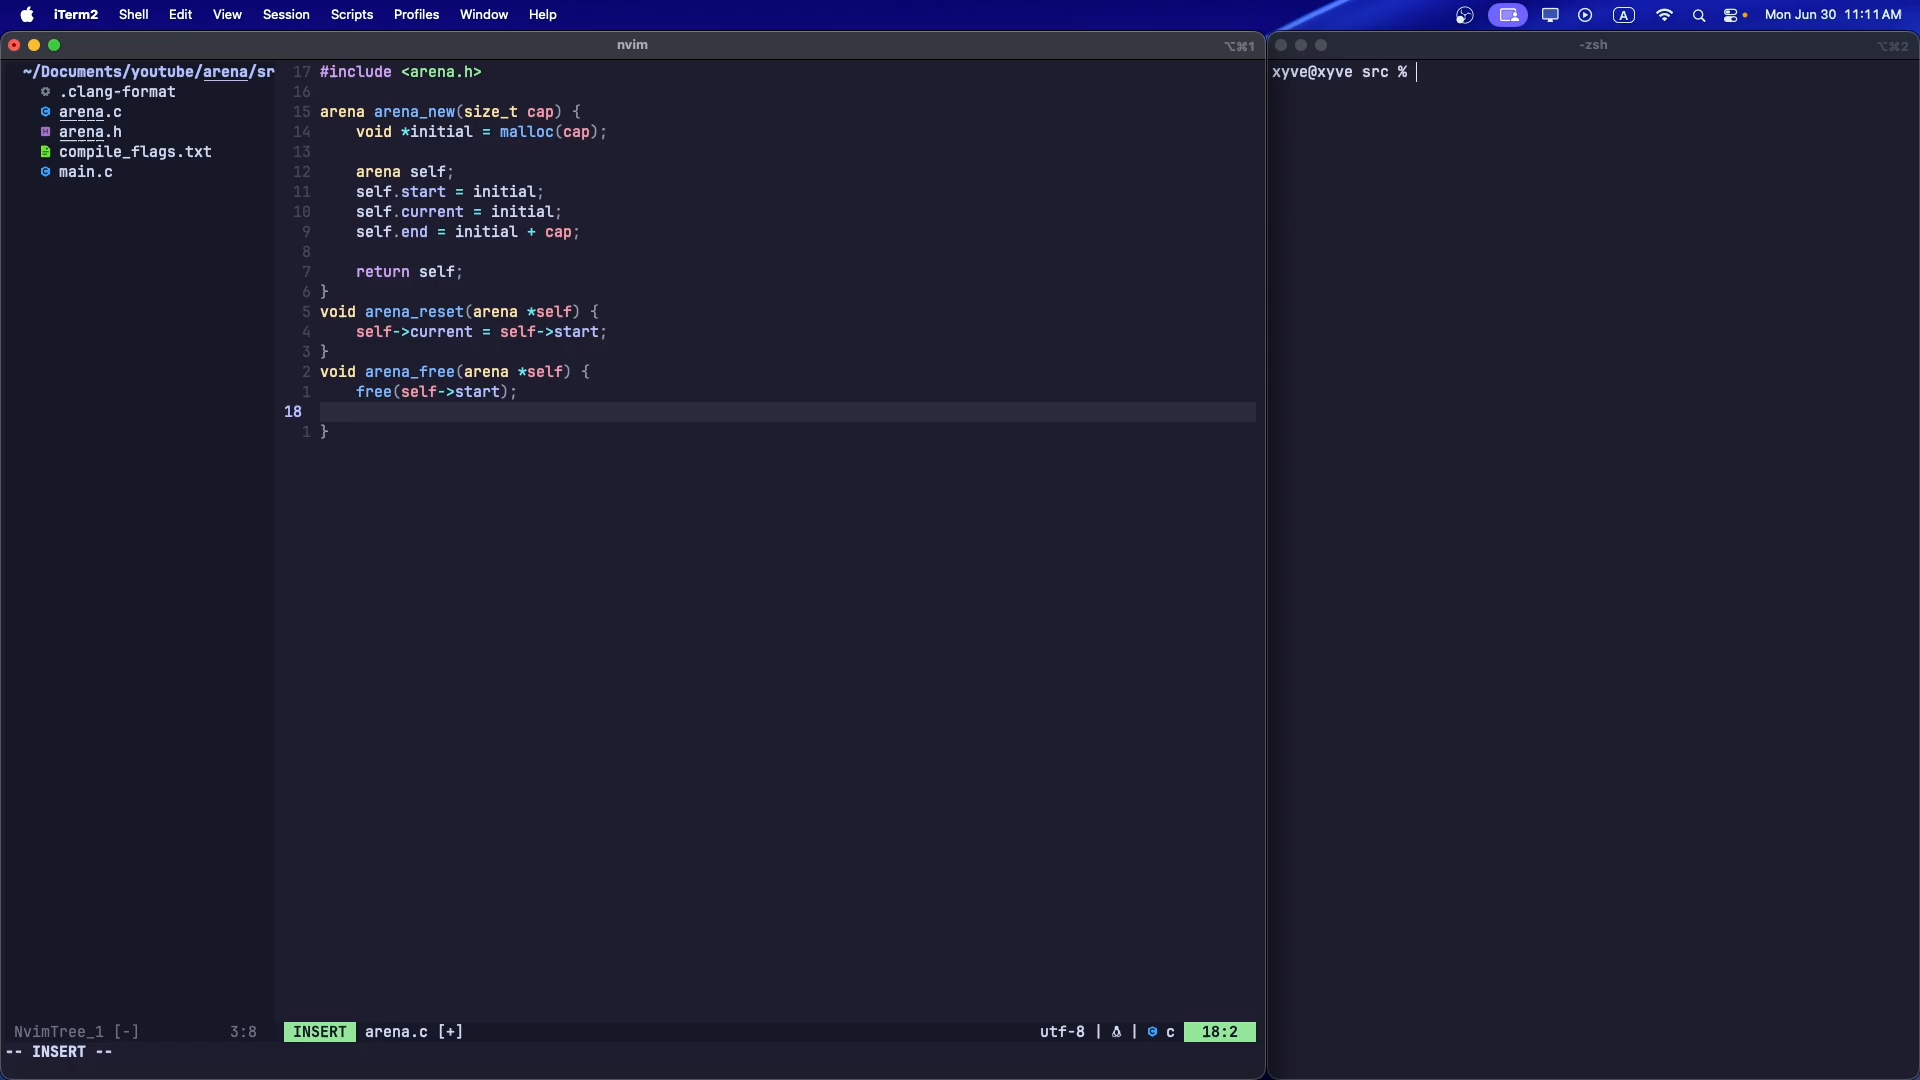 iTerm2 Shell Edit View Session Scripts Profiles Window Help A Mon Jun 30 11:11 AM
nvim ⌥⌘1
-zsh ⌥⌘2
~/Documents/youtube/arena/sr
.clang-format
arena.c
arena.h
compile_flags.txt
main.c
17 #include <arena.h>
16
15 arena arena_new(size_t cap) {
14     void *initial = malloc(cap);
13
12     arena self;
11     self.start = initial;
10     self.current = initial;
9     self.end = initial + cap;
8
7     return self;
6 }
5 void arena_reset(arena *self) {
4     self->current = self->start;
3 }
2 void arena_free(arena *self) {
1     free(self->start);
18
1 }
xyve@xyve src %
NvimTree_1 [-] 3:8 INSERT arena.c [+] utf-8 | | c 18:2
-- INSERT --